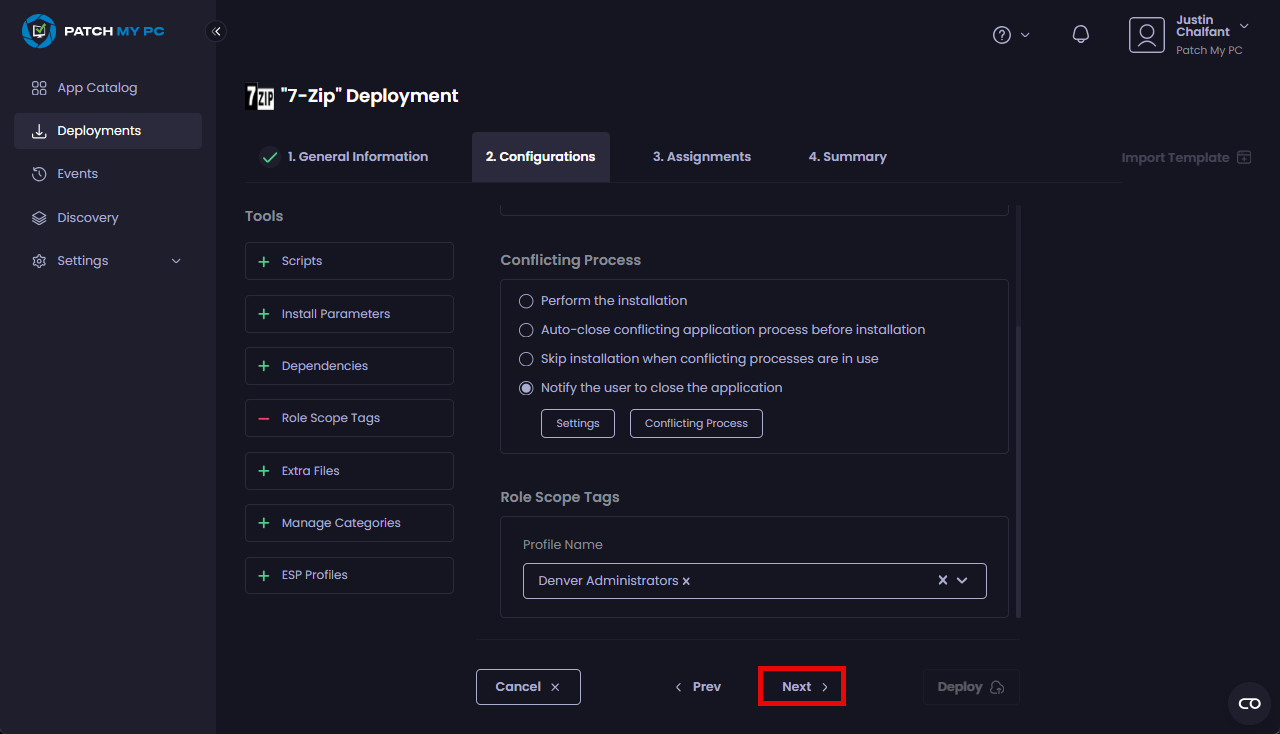 PATCH MY PC
Justin
Chalfant
Patch My PC
App Catalog
Deployments
Events
Discovery
Settings
7 ZIP "7-Zip" Deployment
1. General Information
2. Configurations
3. Assignments
4. Summary
Import Template
Tools
Scripts
Install Parameters
Dependencies
Role Scope Tags
Extra Files
Manage Categories
ESP Profiles
Conflicting Process
Perform the installation
Auto-close conflicting application process before installation
Skip installation when conflicting processes are in use
Notify the user to close the application
Settings
Conflicting Process
Role Scope Tags
Profile Name
Denver Administrators
Cancel
Prev
Next
Deploy